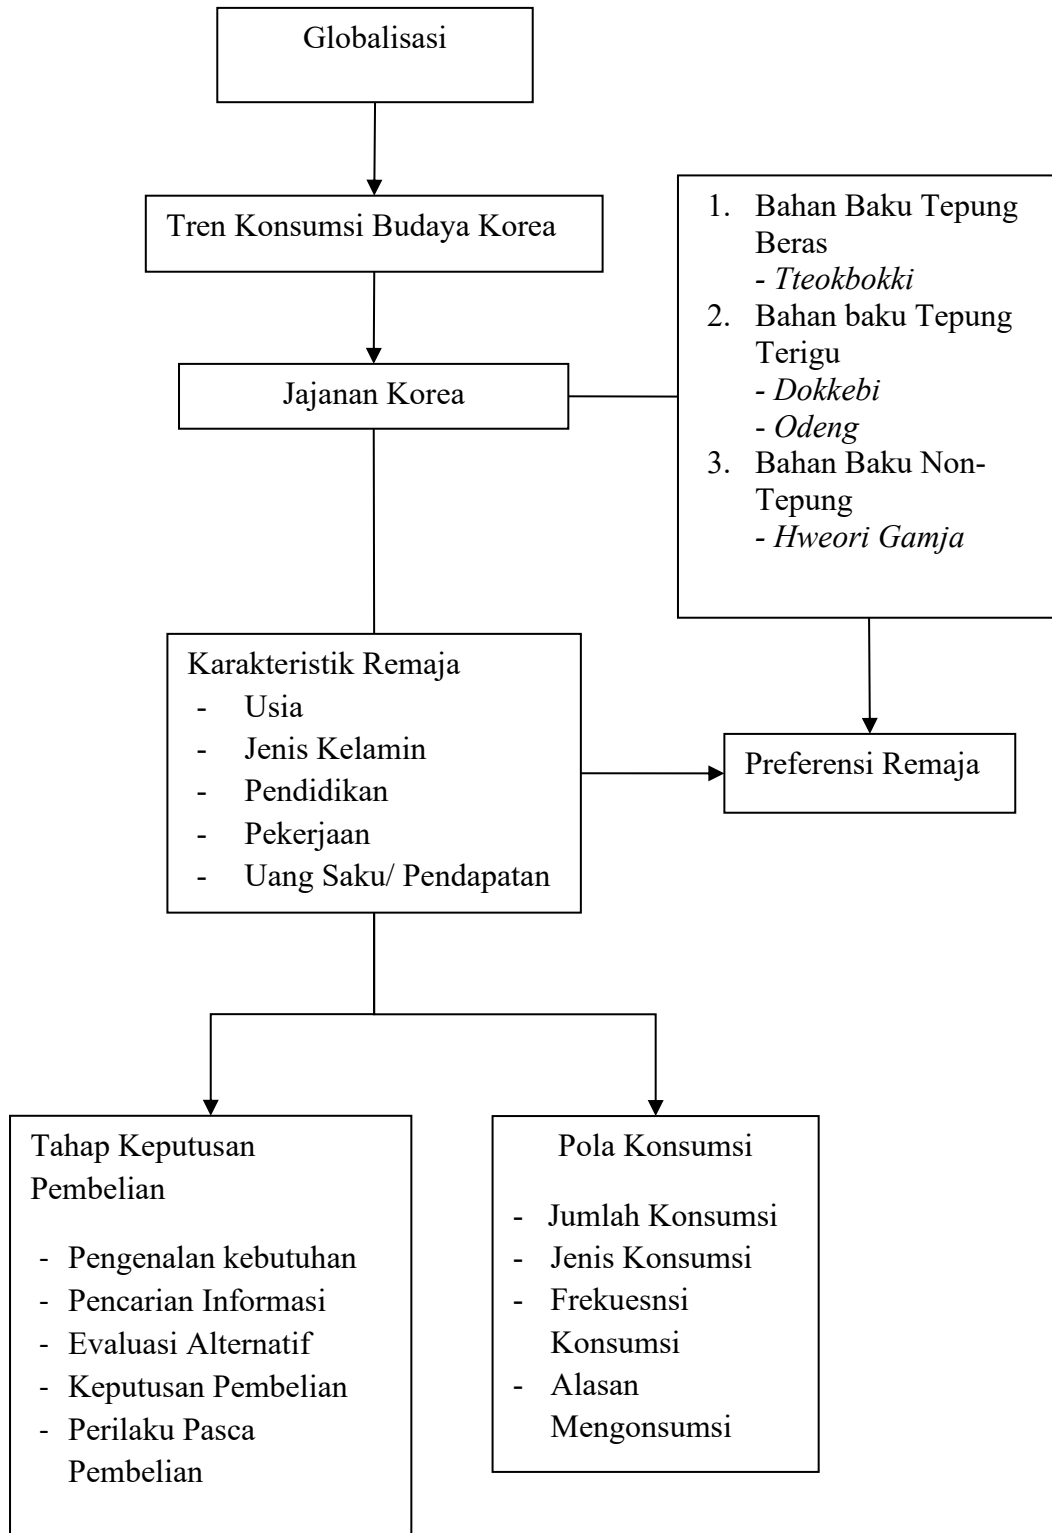 Globalisasi
Tren Konsumsi Budaya Korea
Jajanan Korea
1. Bahan Baku Tepung
Beras
- Tteokbokki
2. Bahan baku Tepung
Terigu
- Dokkebi
- Odeng
3. Bahan Baku Non-
Tepung
- Hweori Gamja
Karakteristik Remaja
- Usia
- Jenis Kelamin
- Pendidikan
- Pekerjaan
- Uang Saku/ Pendapatan
Preferensi Remaja
Tahap Keputusan
Pembelian
- Pengenalan kebutuhan
- Pencarian Informasi
- Evaluasi Alternatif
- Keputusan Pembelian
- Perilaku Pasca
Pembelian
Pola Konsumsi
- Jumlah Konsumsi
- Jenis Konsumsi
- Frekuesnsi
Konsumsi
- Alasan
Mengonsumsi